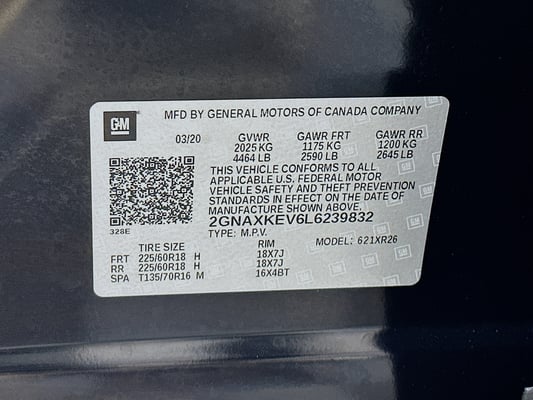 GM
MFD BY GENERAL MOTORS OF CANADA COMPANY
03/20 GVWR GAWR FRT GAWR RR
2025 KG 1175 KG 1200 KG
4464 LB 2590 LB 2645 LB
THIS VEHICLE CONFORMS TO ALL
APPLICABLE U.S. FEDERAL MOTOR
VEHICLE SAFETY AND THEFT PREVENTION
STANDARDS IN EFFECT ON THE DATE OF
MANUFACTURE SHOWN ABOVE.
2GNAXKEV6L6239832
328E TYPE: M.P.V.
TIRE SIZE RIM MODEL: 621XR26
FRT 225/60R18 H 18X7J
RR 225/60R18 H 18X7J
SPA T135/70R16 M 16X4BT